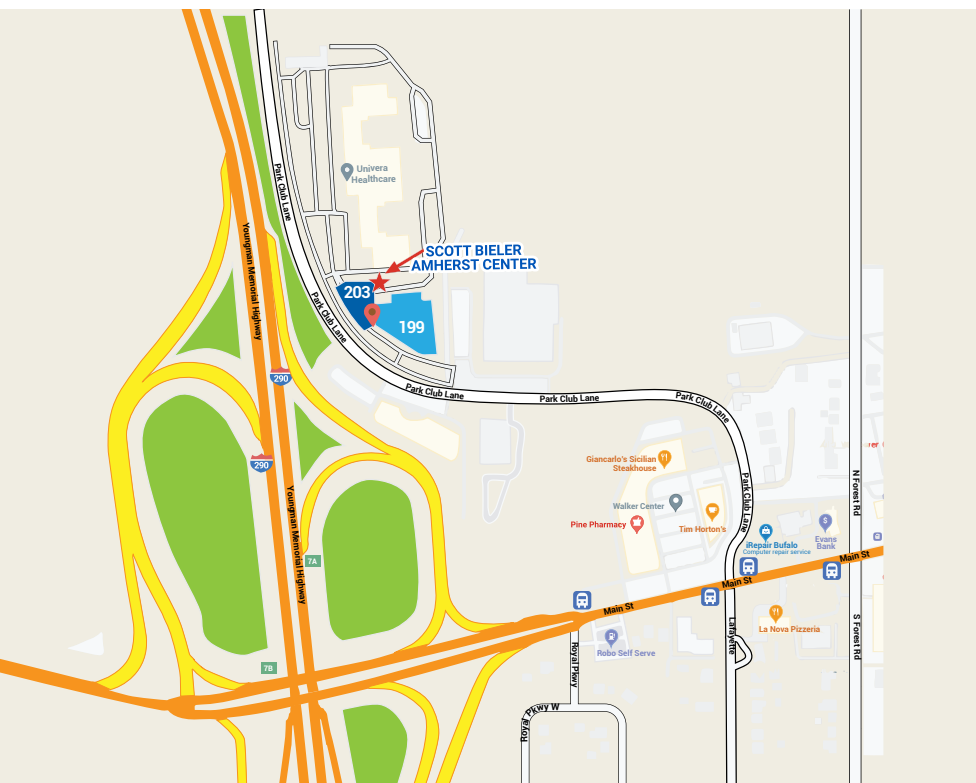 Park Club Lane
Univera
Healthcare
Youngman Memorial Highway
SCOTT BIELER
AMHERST CENTER
203
199
Park Club Lane
290
Park Club Lane
Park Club Lane
Park Club Lane
290
Giancarlo's Sicilian
Steakhouse
Walker Center
Pine Pharmacy
Tim Horton's
Park Club Lane
N Forest Rd
iRepair Bufalo
Computer repair service
Evans
Bank
Youngman Memorial Highway
7A
Main St
Main St
Main St
La Nova Pizzeria
Robo Self Serve
Lafayette
S Forest Rd
Royal Pkwy
7B
Royal Pkwy W